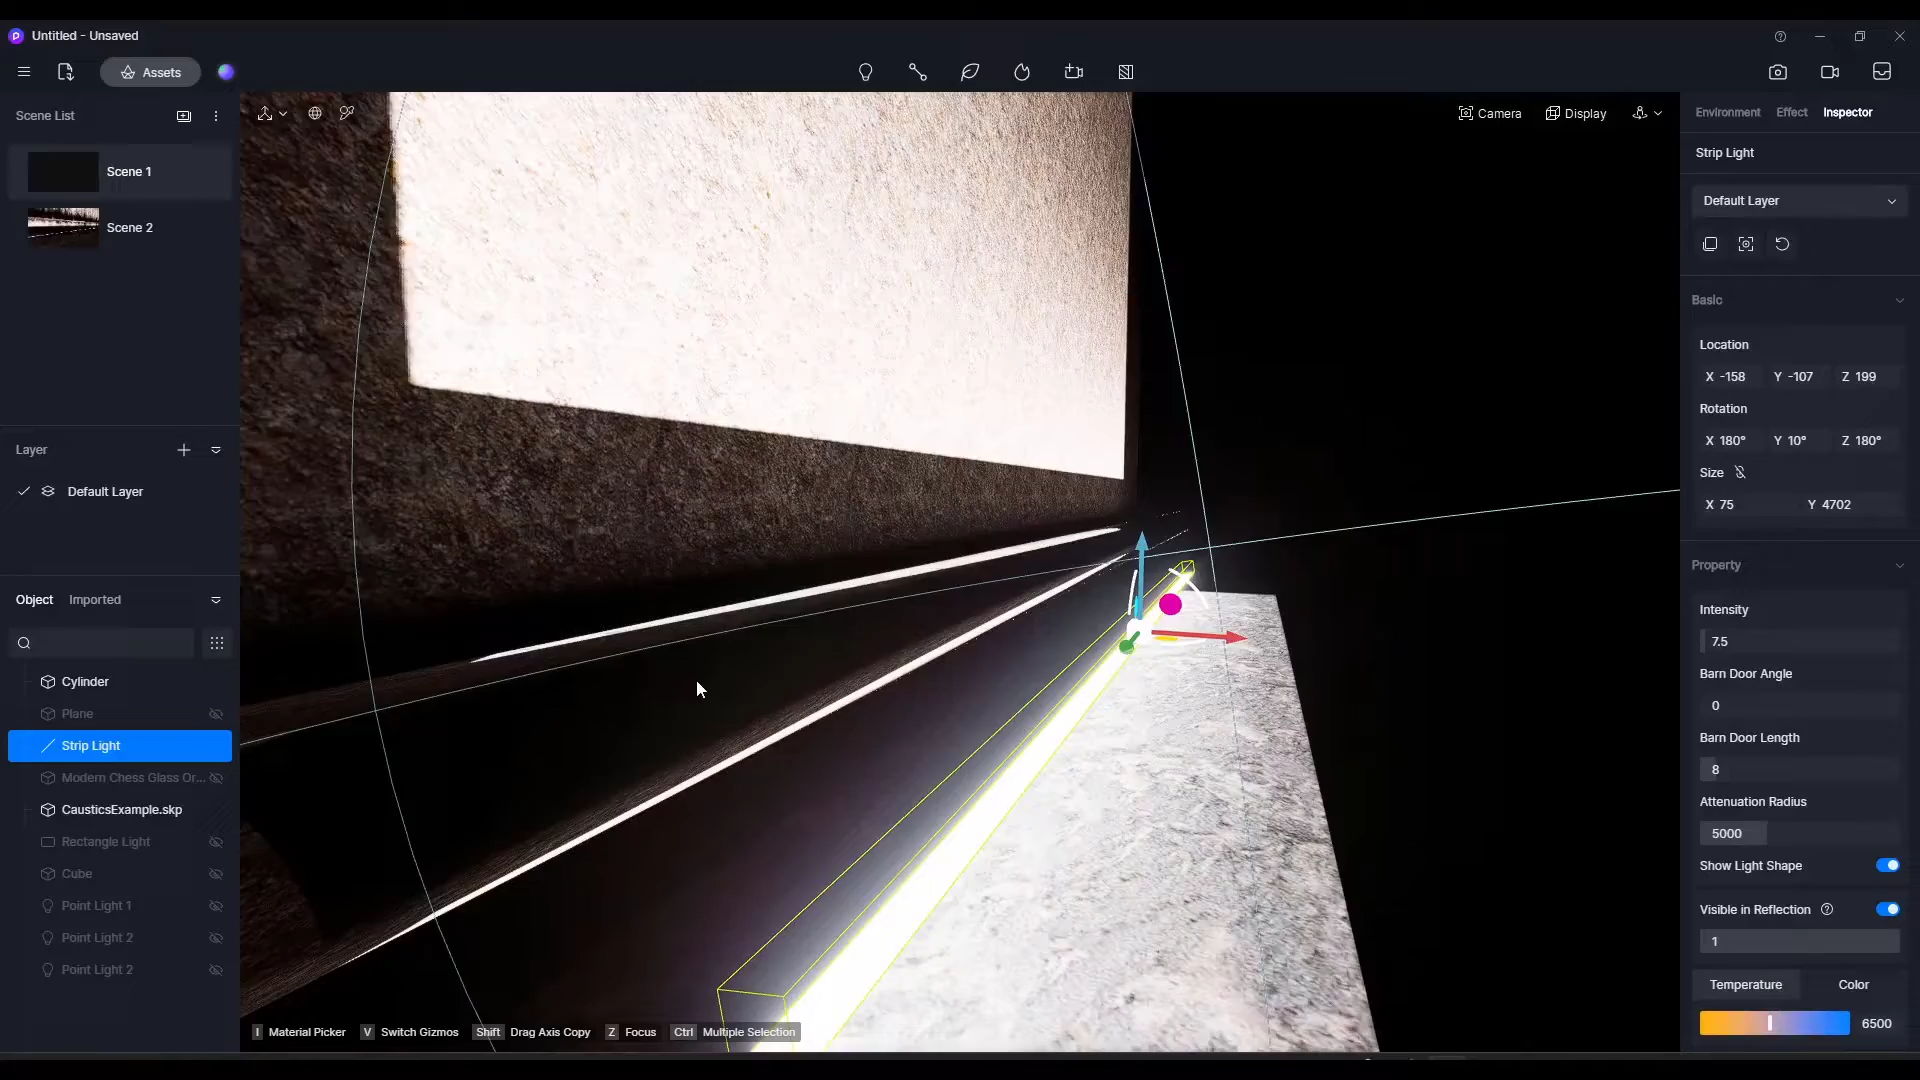 Untitled - Unsaved
Assets
Scene List
Scene 1
Scene 2
Layer
Default Layer
Object Imported
Cylinder
Plane
Strip Light
Modern Chess Glass Or...
CausticsExample.skp
Rectangle Light
Cube
Point Light 1
Point Light 2
Point Light 2
Camera Display
I Material Picker V Switch Gizmos Shift Drag Axis Copy Z Focus Ctrl Multiple Selection
Environment Effect Inspector
Strip Light
Default Layer
Basic
Location
X -158 Y -107 Z 199
Rotation
X 180° Y 10° Z 180°
Size
X 75 Y 4702
Property
Intensity
7.5
Barn Door Angle
0
Barn Door Length
8
Attenuation Radius
5000
Show Light Shape
Visible in Reflection
1
Temperature Color
6500